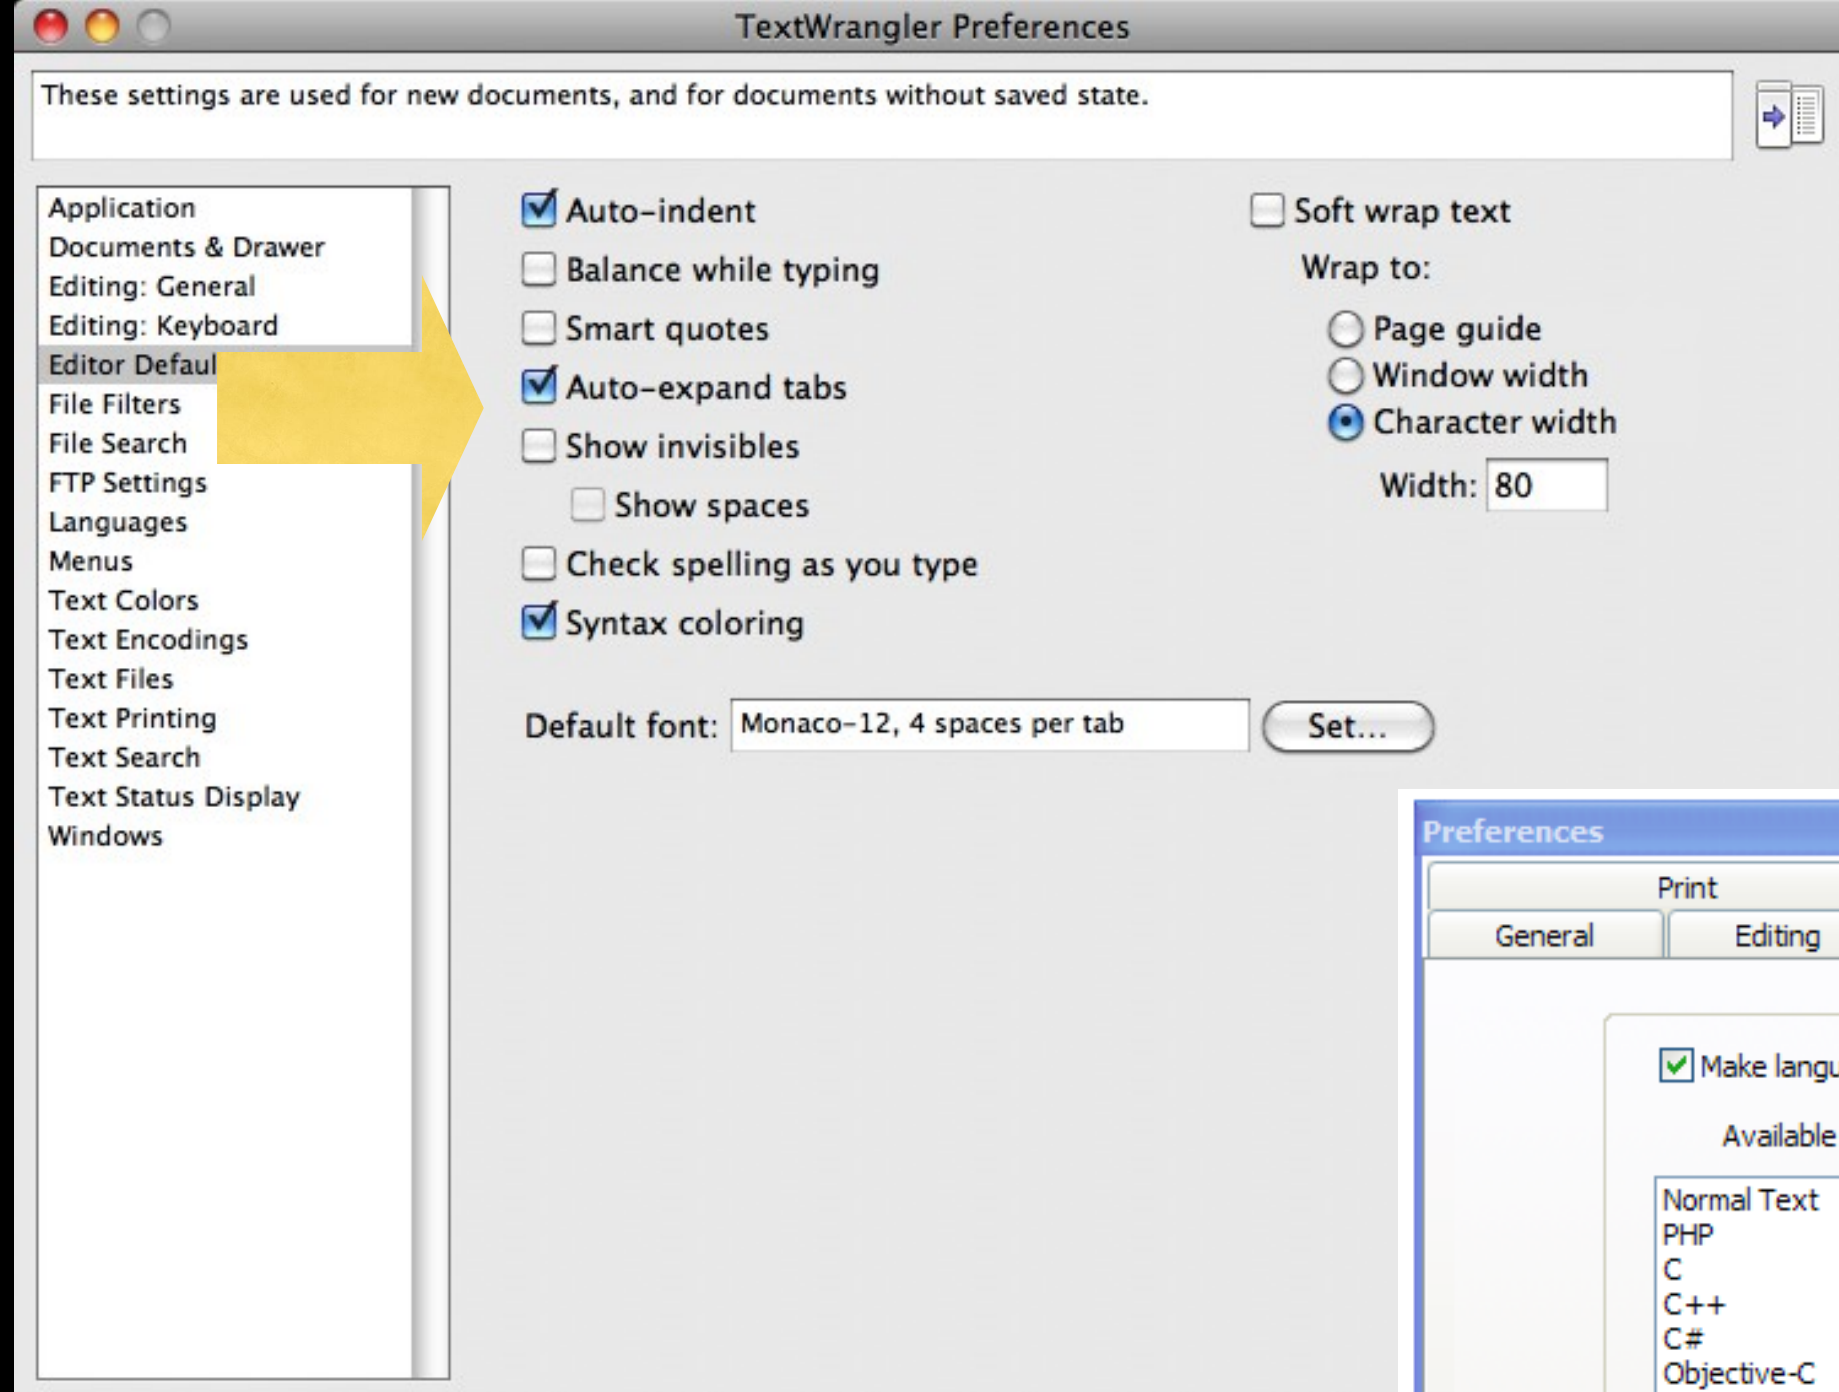 TextWrangler Preferences
These settings are used for new documents, and for documents without saved state.
Application
Documents & Drawer
Editing: General
Editing: Keyboard
Editor Defaul
File Filters
File Search
FTP Settings
Languages
Menus
Text Colors
Text Encodings
Text Files
Text Printing
Text Search
Text Status Display
Windows
Auto-indent
Balance while typing
Smart quotes
Auto-expand tabs
Show invisibles
Show spaces
Check spelling as you type
Syntax coloring
Default font: Monaco-12, 4 spaces per tab Set...
Soft wrap text
Wrap to:
Page guide
Window width
Character width
Width: 80
Preferences
Print
General Editing
Make langu
Available
Normal Text
PHP
C
C++
C#
Objective-C